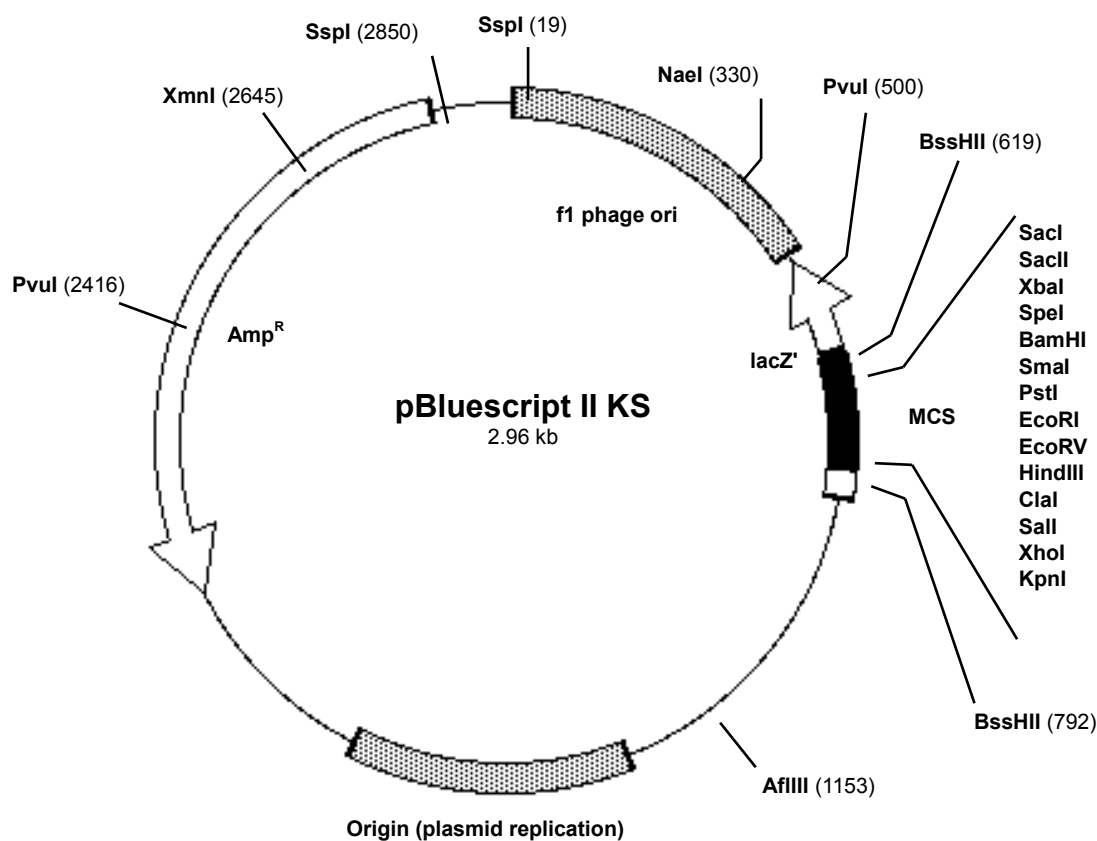 SspI (2850)
SspI (19)
XmnI (2645)
NaeI (330)
PvuI (500)
BssHII (619)
f1 phage ori
SacI
SacII
XbaI
SpeI
BamHI
SmaI
PstI
EcoRI
EcoRV
HindIII
ClaI
SalI
XhoI
KpnI
PvuI (2416)
AmpR
lacZ'
MCS
pBluescript II KS
2.96 kb
BssHII (792)
AflIII (1153)
Origin (plasmid replication)